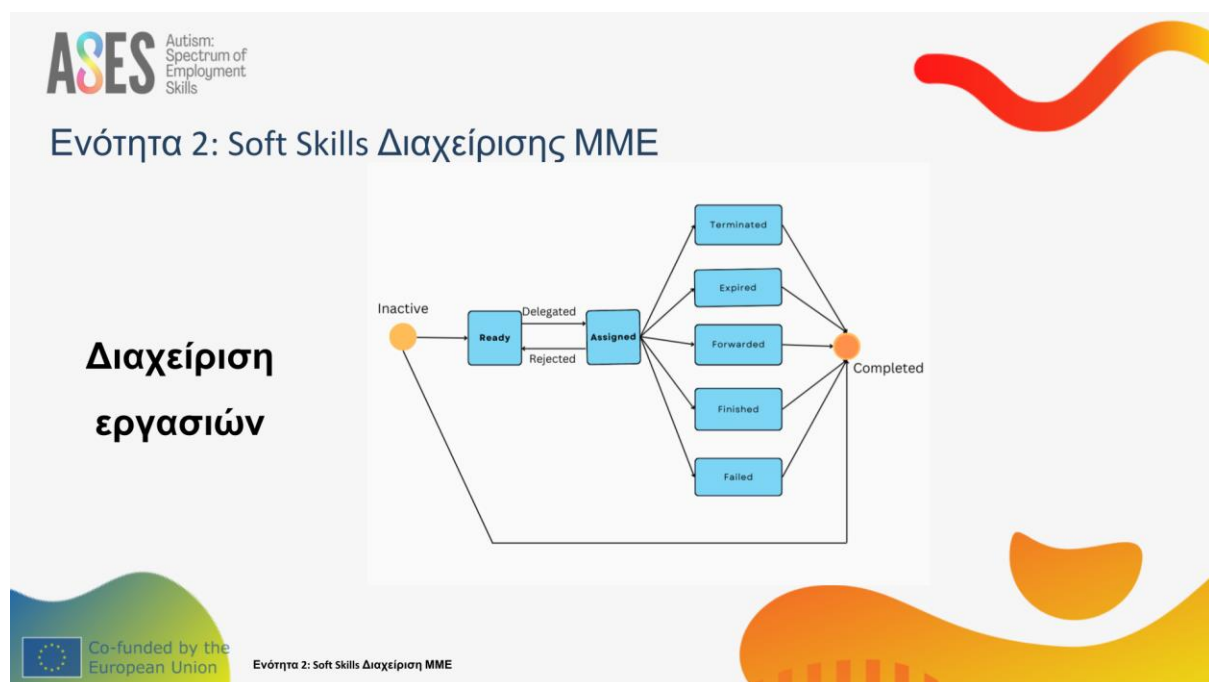 ASES
Autism:
Spectrum of
Employment
Skills
Ενότητα 2: Soft Skills Διαχείρισης ΜΜΕ
Διαχείριση
εργασιών
Inactive
Ready
Delegated
Rejected
Assigned
Terminated
Expired
Forwarded
Finished
Failed
Completed
Co-funded by the
European Union
Ενότητα 2: Soft Skills Διαχείριση ΜΜΕ